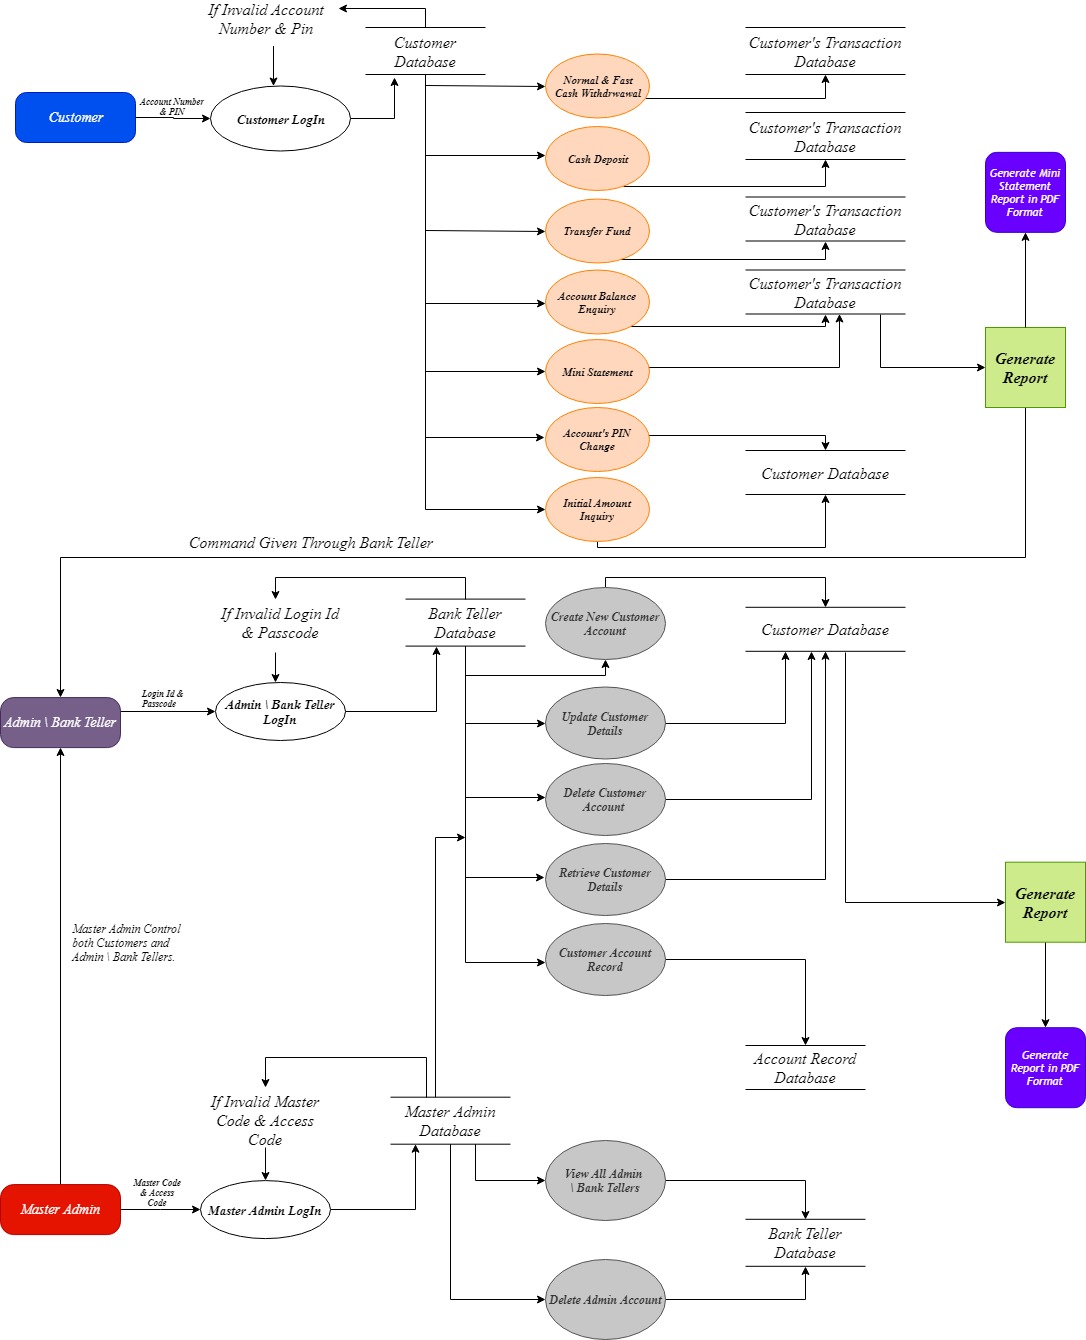 If Invalid Account
Number & Pin
Customer
Database
Customer's Transaction
Database
Normal & Fast
Cash Withdrwawal
Customer
Account Number
& PIN
Customer LogIn
Customer's Transaction
Database
Cash Deposit
Generate Mini
Statement
Report in PDF
Format
Customer's Transaction
Database
Transfer Fund
Customer's Transaction
Database
Account Balance
Enquiry
Mini Statement
Generate
Report
Account's PIN
Change
Customer Database
Initial Amount
Inquiry
Command Given Through Bank Teller
If Invalid Login Id
& Passcode
Bank Teller
Database
Create New Customer
Account
Customer Database
Admin \ Bank Teller
Login Id &
Passcode
Admin \ Bank Teller
LogIn
Update Customer
Details
Delete Customer
Account
Retrieve Customer
Details
Generate
Report
Master Admin Control
both Customers and
Admin \ Bank Tellers.
Customer Account
Record
Account Record
Database
Generate
Report in PDF
Format
If Invalid Master
Code & Access
Code
Master Admin
Database
View All Admin
\ Bank Tellers
Master Admin
Master Code
& Access
Code
Master Admin LogIn
Bank Teller
Database
Delete Admin Account